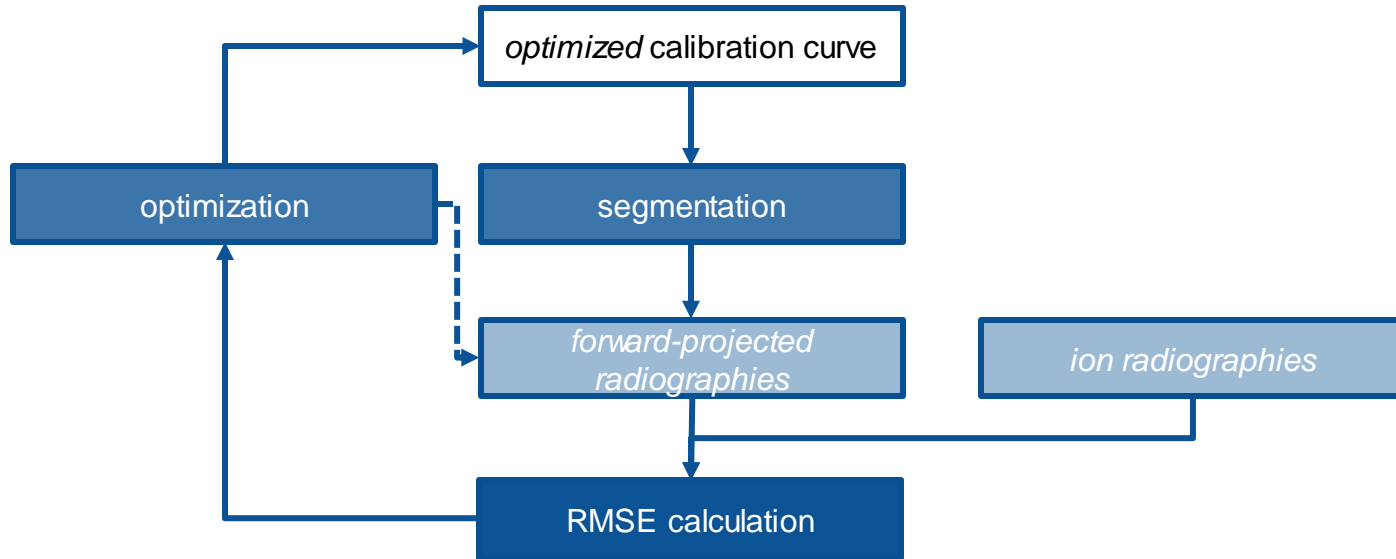 optimized calibration curve
optimization
segmentation
forward-projected
radiographies
ion radiographies
RMSE calculation